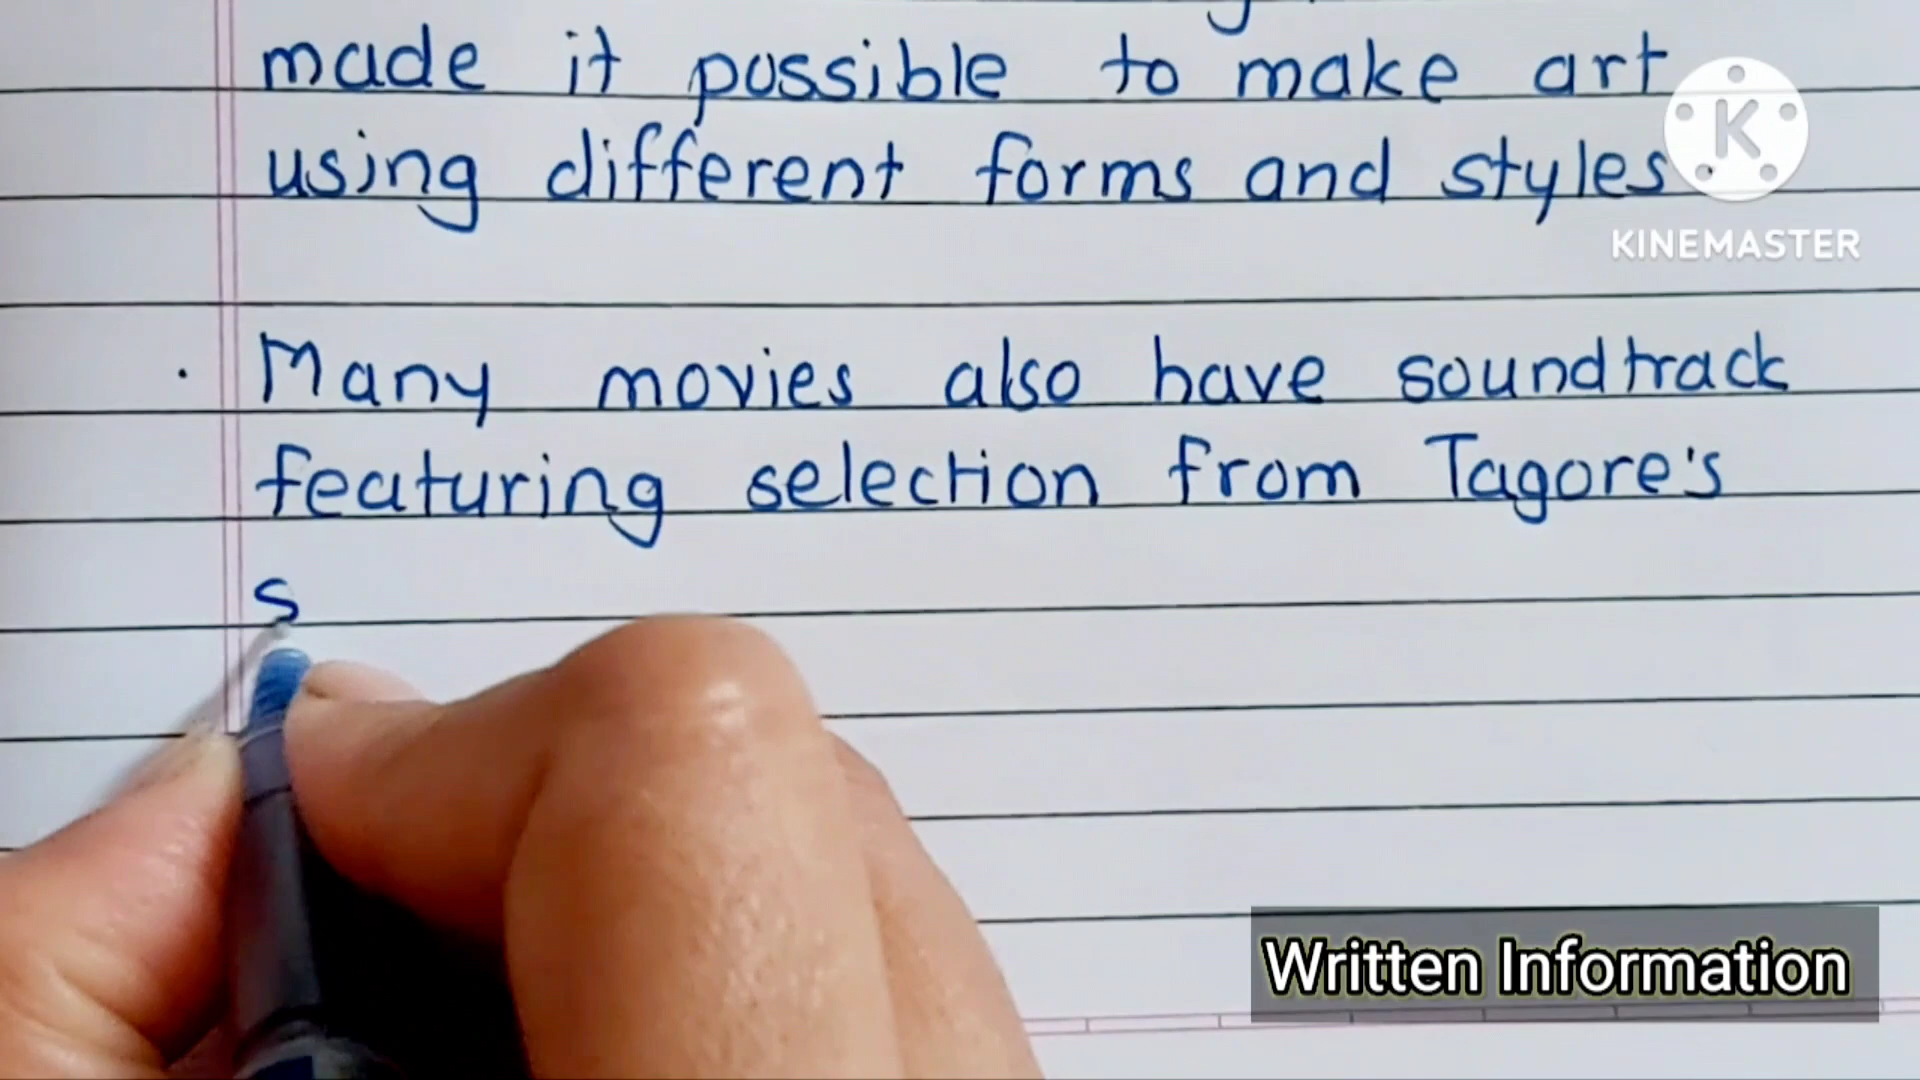 made it possible to make art
using different forms and styles.
K
KINEMASTER
. Many movies also have soundtrack
featuring selection from Tagore's
s
Written Information